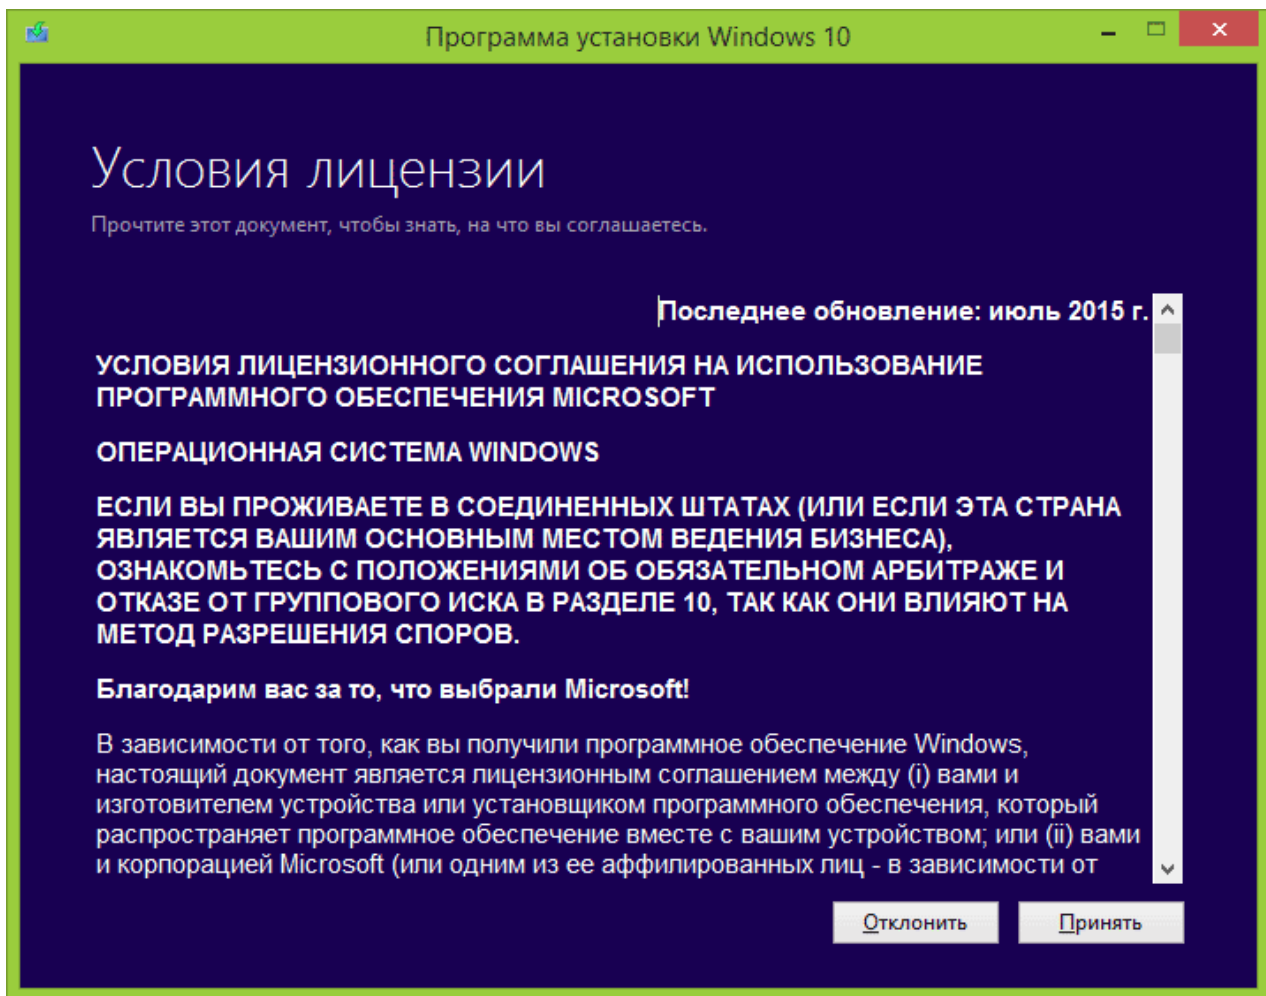 Программа установки Windows 10
Условия лицензии
Прочтите этот документ, чтобы знать, на что вы соглашаетесь.
Последнее обновление: июль 2015 г.
УСЛОВИЯ ЛИЦЕНЗИОННОГО СОГЛАШЕНИЯ НА ИСПОЛЬЗОВАНИЕ
ПРОГРАММНОГО ОБЕСПЕЧЕНИЯ MICROSOFT
ОПЕРАЦИОННАЯ СИСТЕМА WINDOWS
ЕСЛИ ВЫ ПРОЖИВАЕТЕ В СОЕДИНЕННЫХ ШТАТАХ (ИЛИ ЕСЛИ ЭТА СТРАНА
ЯВЛЯЕТСЯ ВАШИМ ОСНОВНЫМ МЕСТОМ ВЕДЕНИЯ БИЗНЕСА),
ОЗНАКОМЬТЕСЬ С ПОЛОЖЕНИЯМИ ОБ ОБЯЗАТЕЛЬНОМ АРБИТРАЖЕ И
ОТКАЗЕ ОТ ГРУППОВОГО ИСКА В РАЗДЕЛЕ 10, ТАК КАК ОНИ ВЛИЯЮТ НА
МЕТОД РАЗРЕШЕНИЯ СПОРОВ.
Благодарим вас за то, что выбрали Microsoft!
В зависимости от того, как вы получили программное обеспечение Windows,
настоящий документ является лицензионным соглашением между (i) вами и
изготовителем устройства или установщиком программного обеспечения, который
распространяет программное обеспечение вместе с вашим устройством; или (ii) вами
и корпорацией Microsoft (или одним из ее аффилированных лиц - в зависимости от
Отклонить
Принять